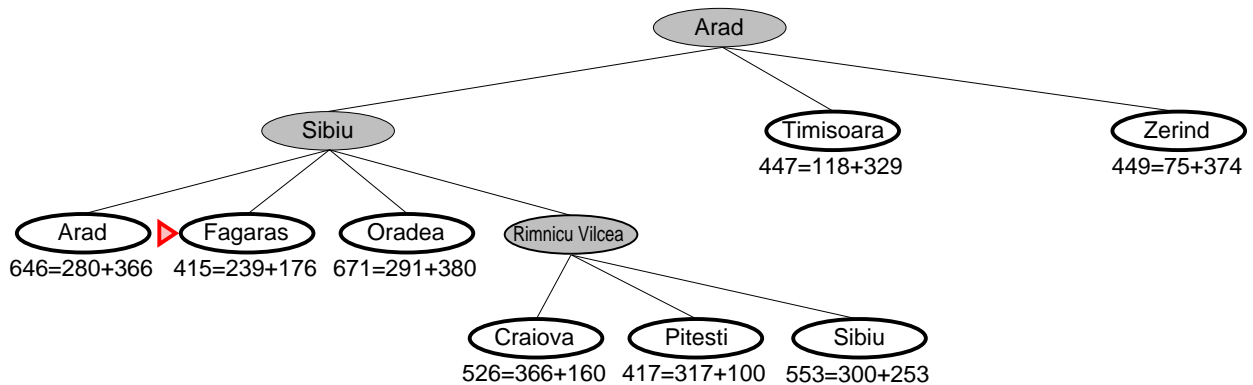 Arad
Sibiu Timisoara Zerind
447=118+329 449=75+374
Arad Fagaras Oradea Rimnicu Vilcea
646=280+366 415=239+176 671=291+380
Craiova Pitesti Sibiu
526=366+160 417=317+100 553=300+253